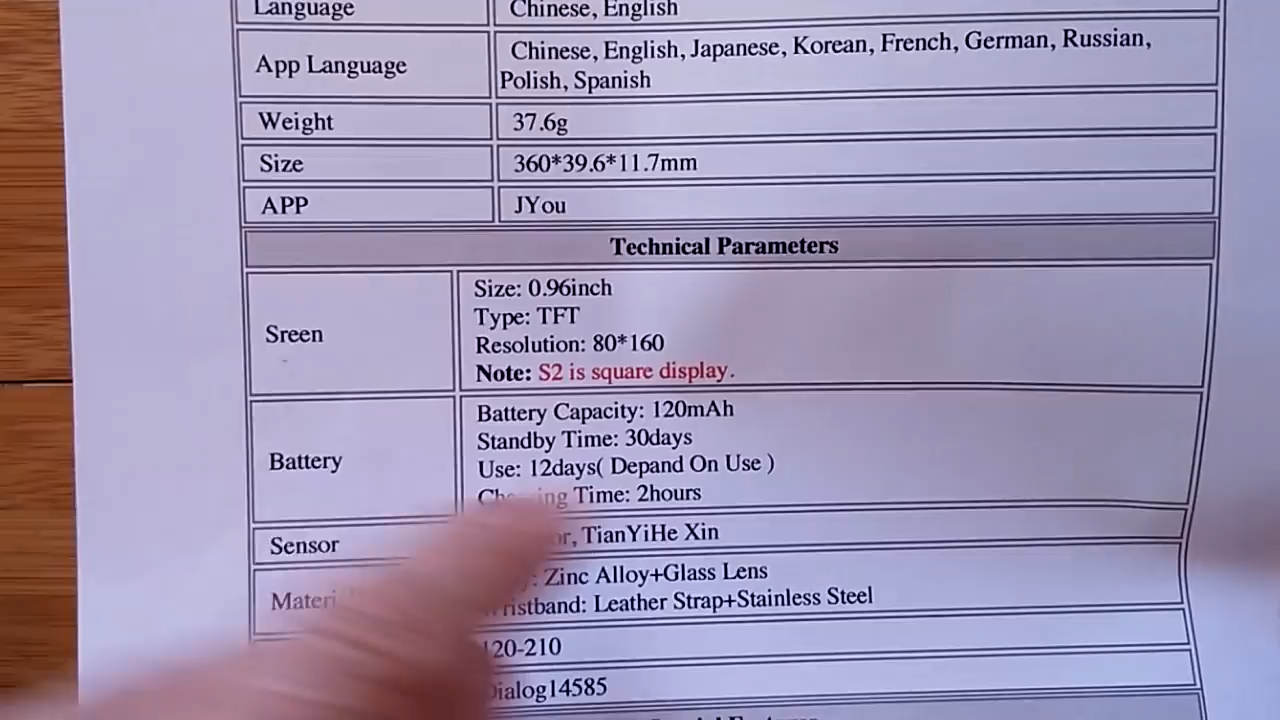 Language Chinese, English
App Language Chinese, English, Japanese, Korean, French, German, Russian,
Polish, Spanish
Weight 37.6g
Size 360*39.6*11.7mm
APP JYou
Technical Parameters
Sreen
Size: 0.96inch
Type: TFT
Resolution: 80*160
Note: S2 is square display.
Battery
Battery Capacity: 120mAh
Standby Time: 30days
Use: 12days( Depand On Use )
Time: 2hours
Sensor TianYiHe Xin
Zinc Alloy+Glass Lens
Leather Strap+Stainless Steel
120-210
Dialog14585